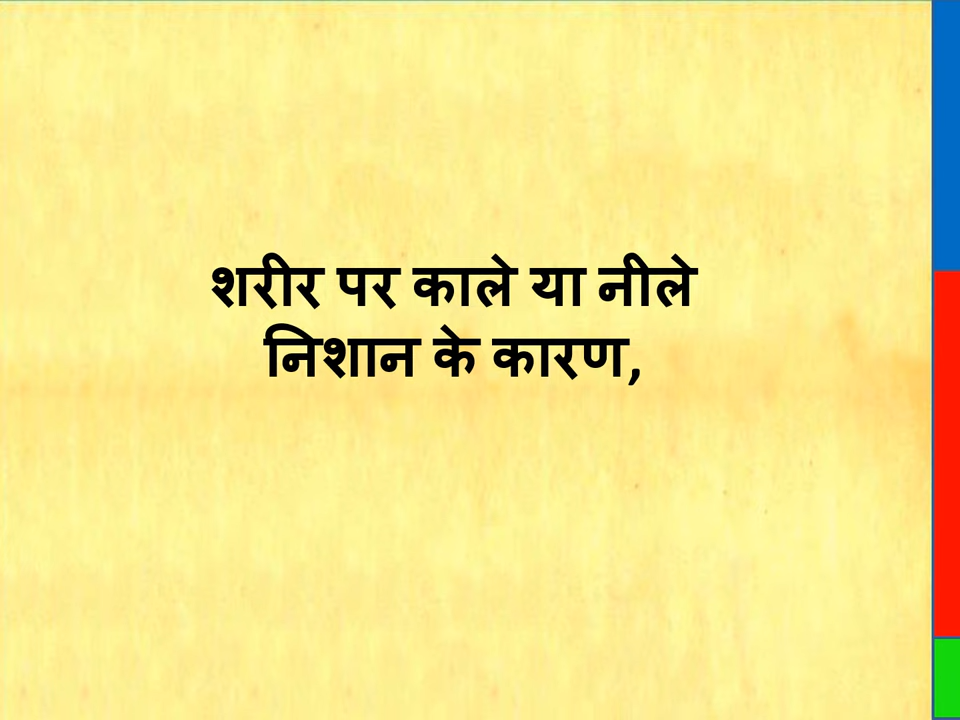 शरीर पर काले या नीले
निशान के कारण,